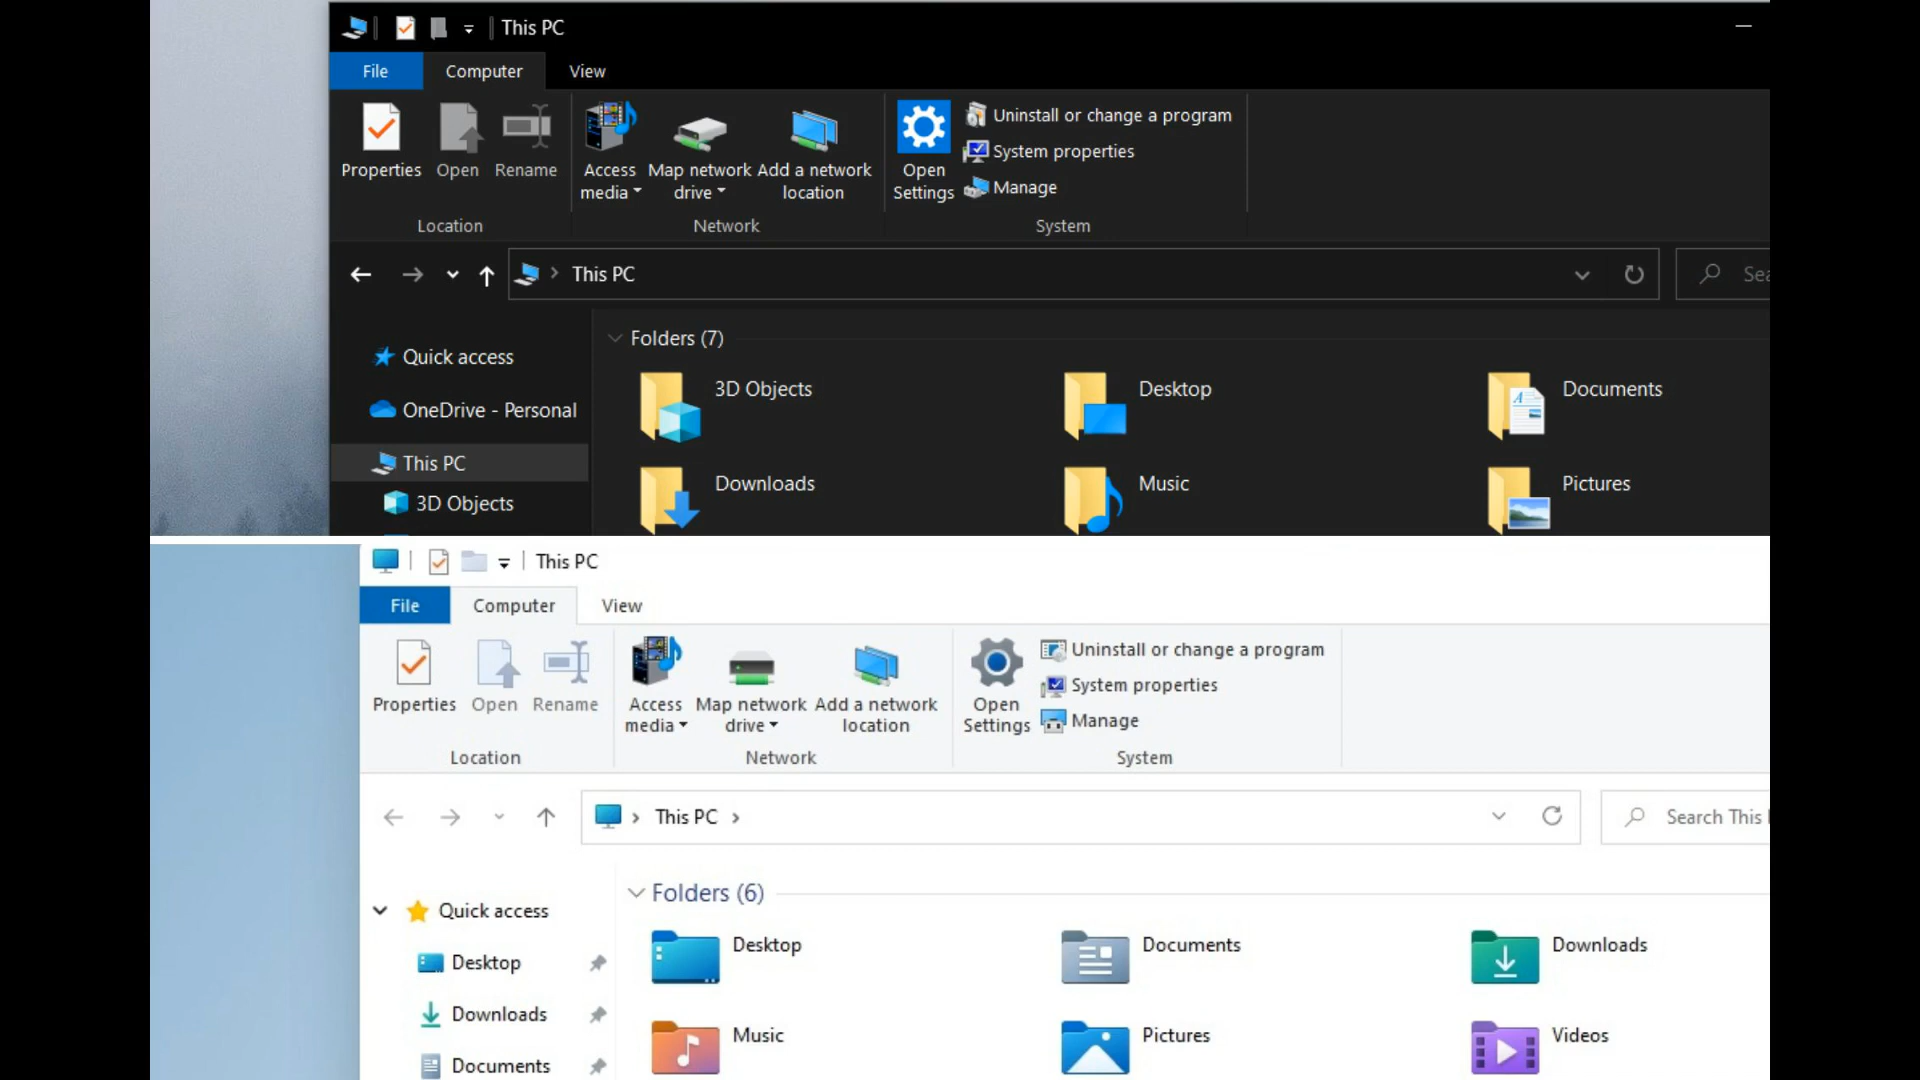 This PC
File Computer View
Properties Open Rename Access media Map network drive Add a network location Open Settings Uninstall or change a program
System properties
Manage
Location Network System
This PC
Quick access
OneDrive - Personal
This PC
3D Objects
Folders (7)
3D Objects Desktop Documents
Downloads Music Pictures
This PC
File Computer View
Properties Open Rename Access media Map network drive Add a network location Open Settings Uninstall or change a program
System properties
Manage
Location Network System
This PC Search This
Quick access
Desktop
Downloads
Documents
Folders (6)
Desktop Documents Downloads
Music Pictures Videos